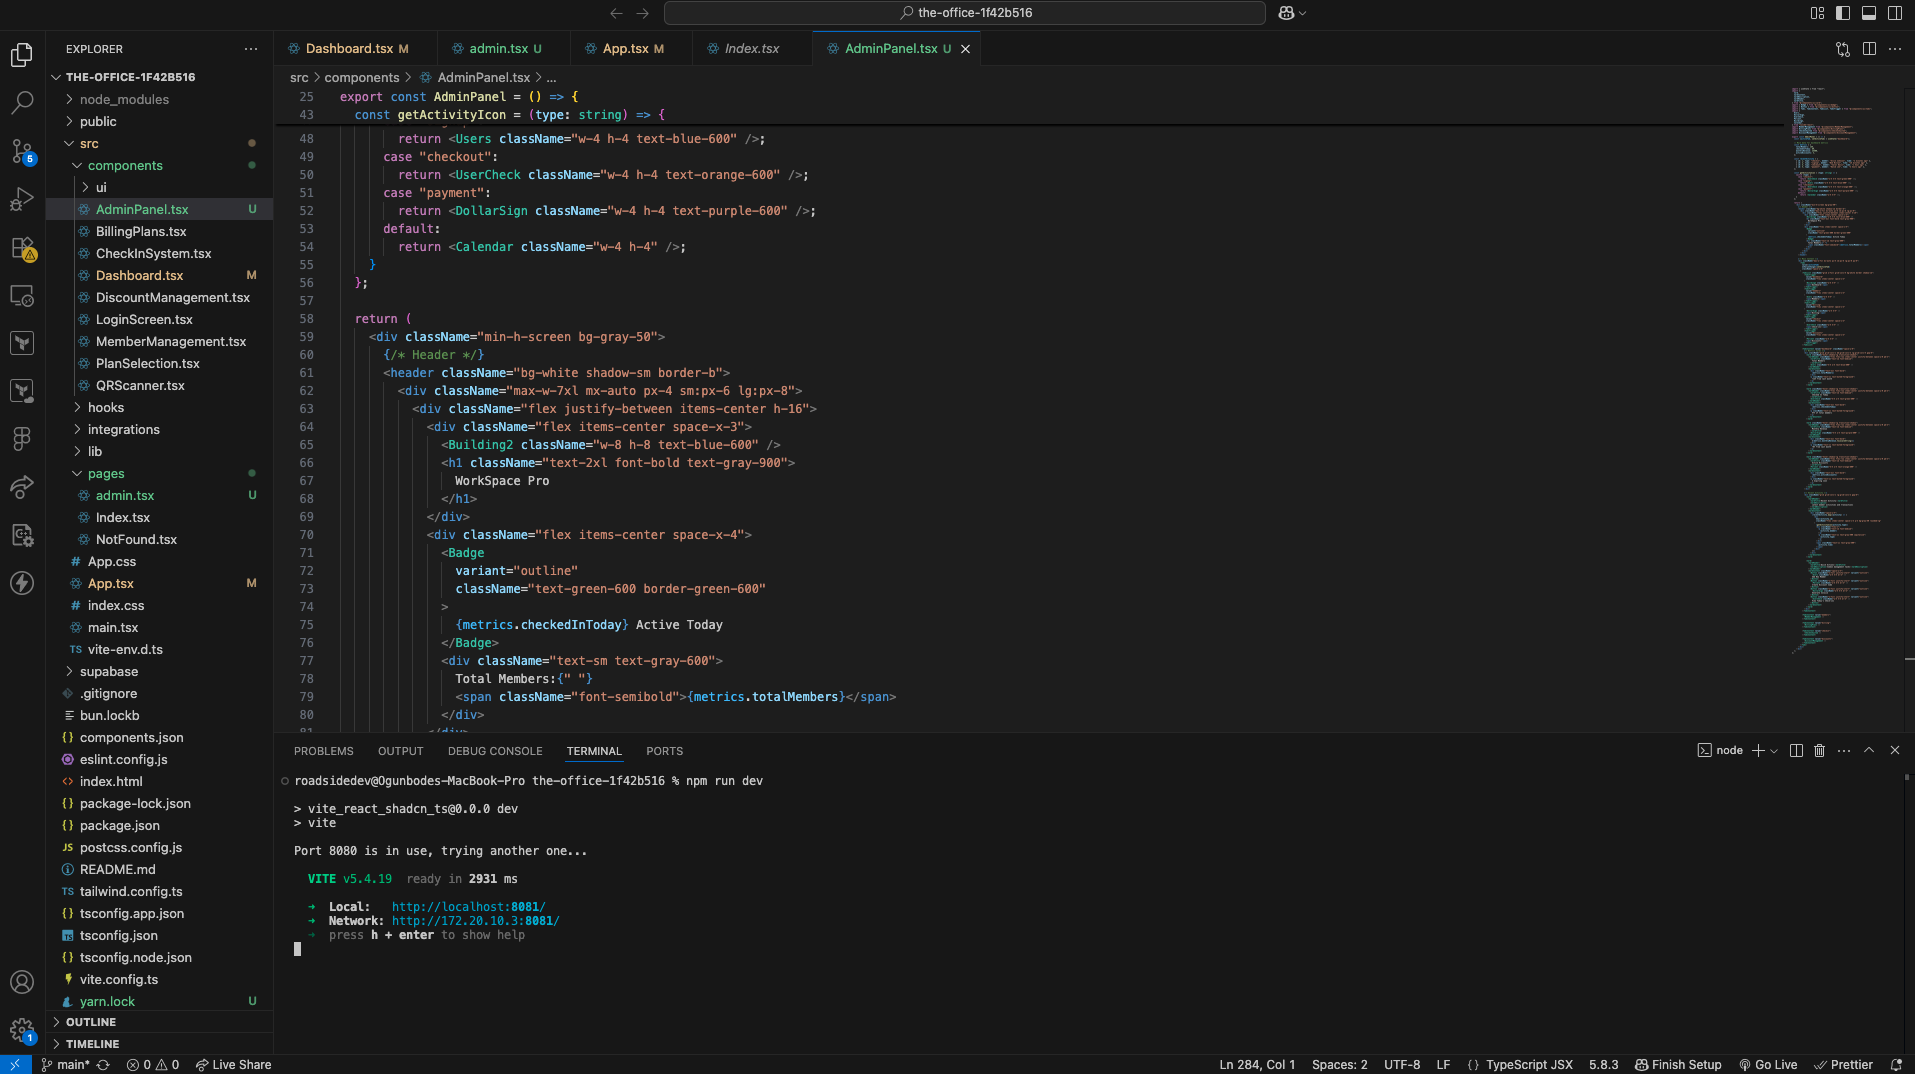 the-office-1f42b516
EXPLORER
THE-OFFICE-1F42B516
node_modules
public
src
components
ui
AdminPanel.tsx U
BillingPlans.tsx
CheckInSystem.tsx
Dashboard.tsx M
DiscountManagement.tsx
LoginScreen.tsx
MemberManagement.tsx
PlanSelection.tsx
QRScanner.tsx
hooks
integrations
lib
pages
admin.tsx U
Index.tsx
NotFound.tsx
# App.css
App.tsx M
# index.css
main.tsx
TS vite-env.d.ts
supabase
.gitignore
bun.lockb
{} components.json
eslint.config.js
<> index.html
{} package-lock.json
{} package.json
JS postcss.config.js
README.md
TS tailwind.config.ts
{} tsconfig.app.json
TS tsconfig.json
{} tsconfig.node.json
vite.config.ts
yarn.lock U
OUTLINE
TIMELINE
5
1
Dashboard.tsx M admin.tsx U App.tsx M Index.tsx AdminPanel.tsx U
src > components > AdminPanel.tsx > ...
25 export const AdminPanel = () => {
43 const getActivityIcon = (type: string) => {
48 return <Users className="w-4 h-4 text-blue-600" />;
49 case "checkout":
50 return <UserCheck className="w-4 h-4 text-orange-600" />;
51 case "payment":
52 return <DollarSign className="w-4 h-4 text-purple-600" />;
53 default:
54 return <Calendar className="w-4 h-4" />;
55 }
56 };
57
58 return (
59 <div className="min-h-screen bg-gray-50">
60 {/* Header */}
61 <header className="bg-white shadow-sm border-b">
62 <div className="max-w-7xl mx-auto px-4 sm:px-6 lg:px-8">
63 <div className="flex justify-between items-center h-16">
64 <div className="flex items-center space-x-3">
65 <Building2 className="w-8 h-8 text-blue-600" />
66 <h1 className="text-2xl font-bold text-gray-900">
67 WorkSpace Pro
68 </h1>
69 </div>
70 <div className="flex items-center space-x-4">
71 <Badge
72 variant="outline"
73 className="text-green-600 border-green-600"
74 >
75 {metrics.checkedInToday} Active Today
76 </Badge>
77 <div className="text-sm text-gray-600">
78 Total Members:{" "}
79 <span className="font-semibold">{metrics.totalMembers}</span>
80 </div>
81 </div>
PROBLEMS OUTPUT DEBUG CONSOLE TERMINAL PORTS
node
roadsidedev@Ogunbodes-MacBook-Pro the-office-1f42b516 % npm run dev
> vite_react_shadcn_ts@0.0.0 dev
> vite
Port 8080 is in use, trying another one...
VITE v5.4.19 ready in 2931 ms
➜ Local: http://localhost:8081/
➜ Network: http://172.20.10.3:8081/
➜ press h + enter to show help
main* 0 0 Live Share
Ln 284, Col 1 Spaces: 2 UTF-8 LF {} TypeScript JSX 5.8.3 Finish Setup Go Live Prettier